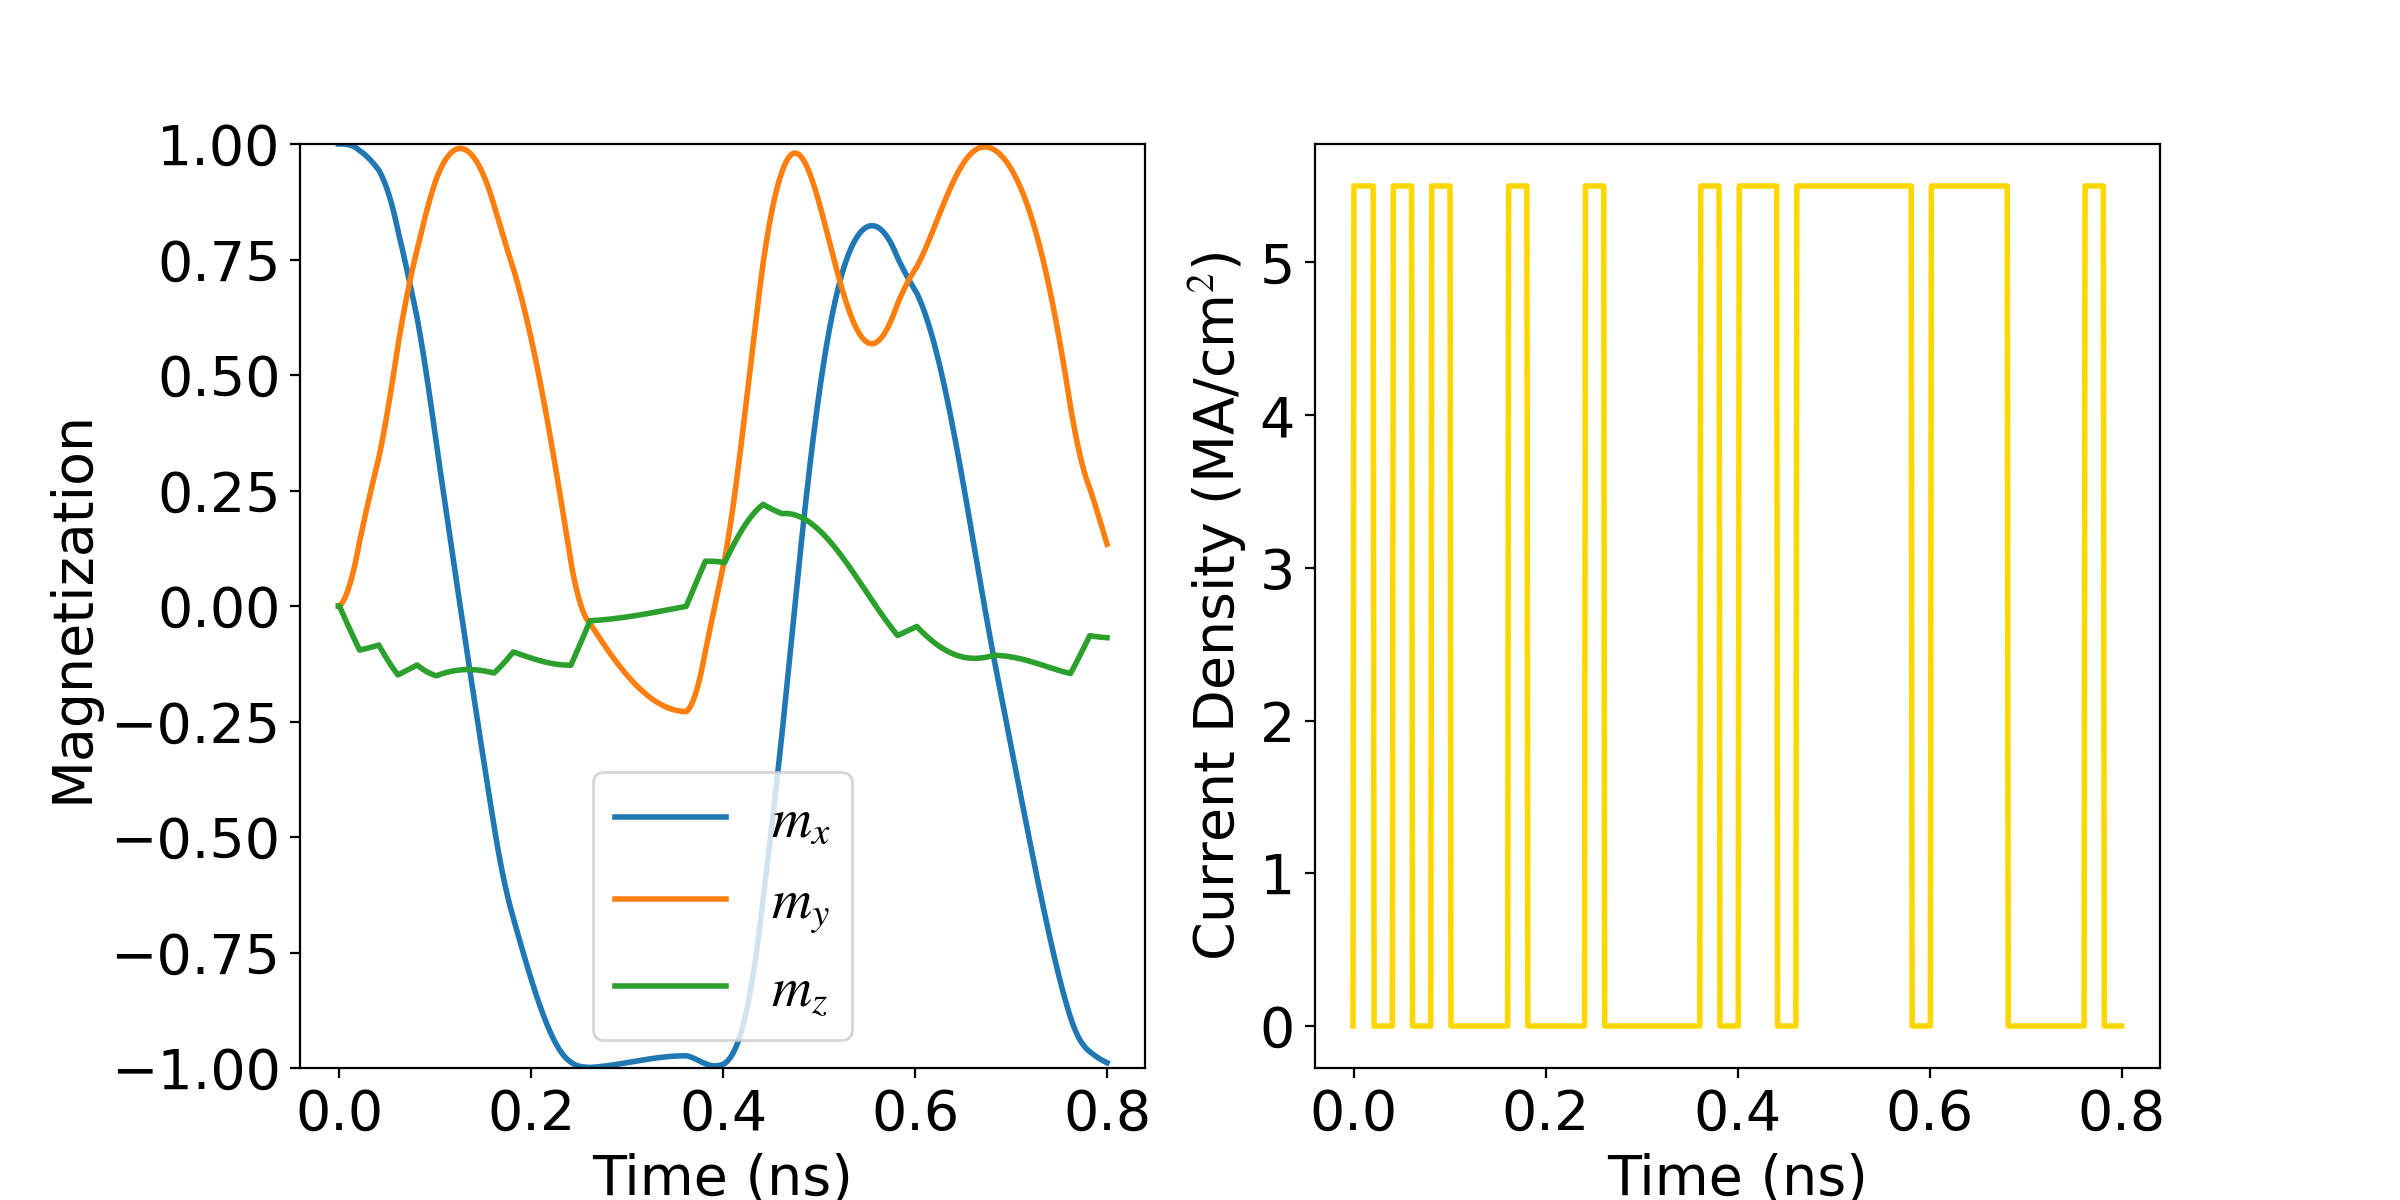 1.00
0.75
0.50
0.25
0.00
−0.25
−0.50
−0.75
−1.00
Magnetization
0.0 0.2 0.4 0.6 0.8
Time (ns)
m_x
m_y
m_z
5
4
3
2
1
0
Current Density (MA/cm²)
0.0 0.2 0.4 0.6 0.8
Time (ns)